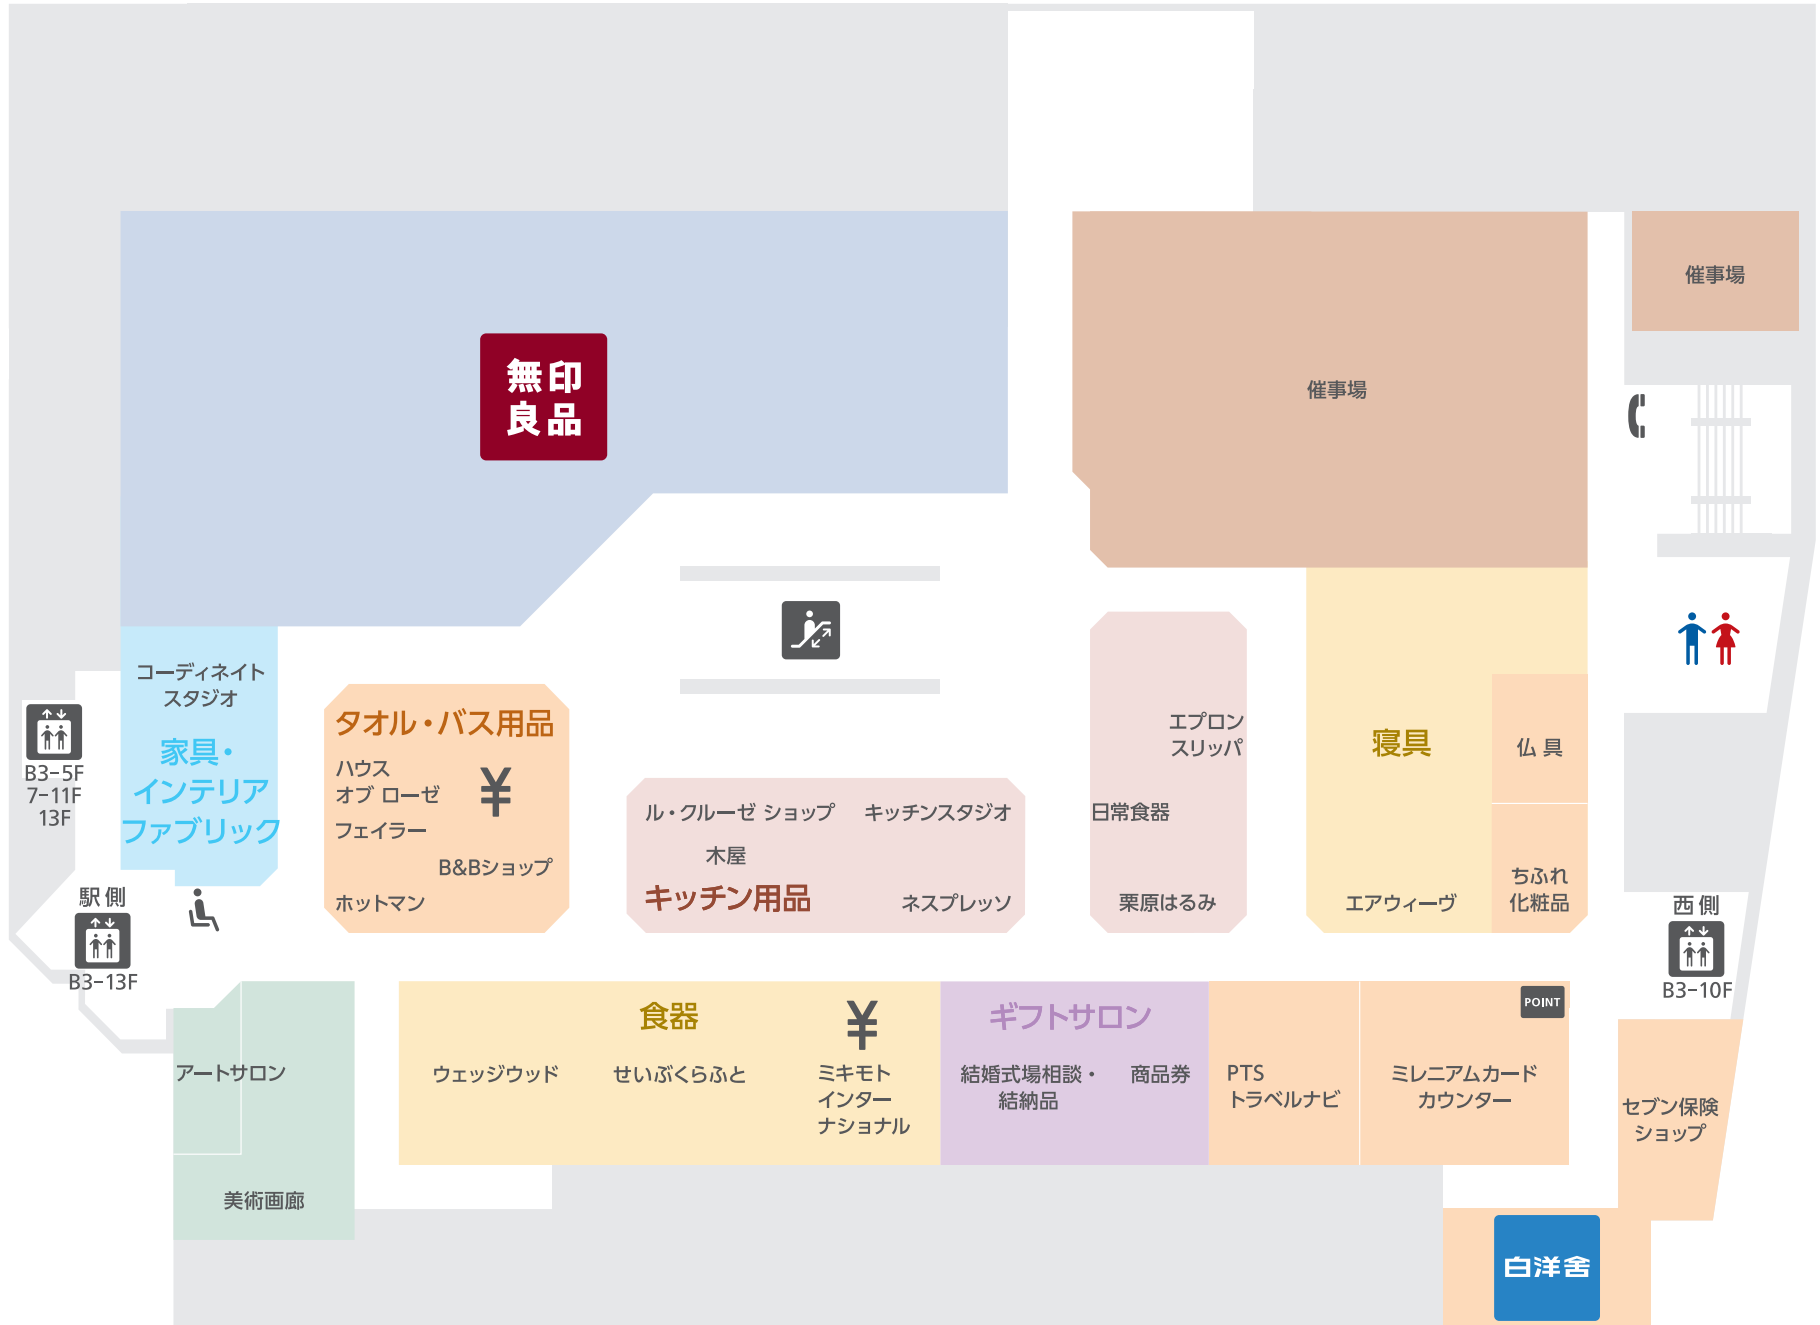 催事場
無印
良品
催事場
コーディネイト
スタジオ
家具・
インテリア
ファブリック
B3-5F
7-11F
13F
タオル・バス用品
ハウス
オブ ローゼ
¥
フェイラー
B&Bショップ
ホットマン
ル・クルーゼ ショップ
キッチンスタジオ
木屋
キッチン用品
ネスプレッソ
エプロン
スリッパ
日常食器
栗原はるみ
寝具
仏具
エアウィーヴ
ちふれ
化粧品
駅側
B3-13F
西側
B3-10F
アートサロン
美術画廊
食器
¥
ウェッジウッド
せいぶくらふと
ミキモト
インター
ナショナル
ギフトサロン
結婚式場相談・
結納品
商品券
PTS
トラベルナビ
POINT
ミレニアムカード
カウンター
セブン保険
ショップ
白洋舍